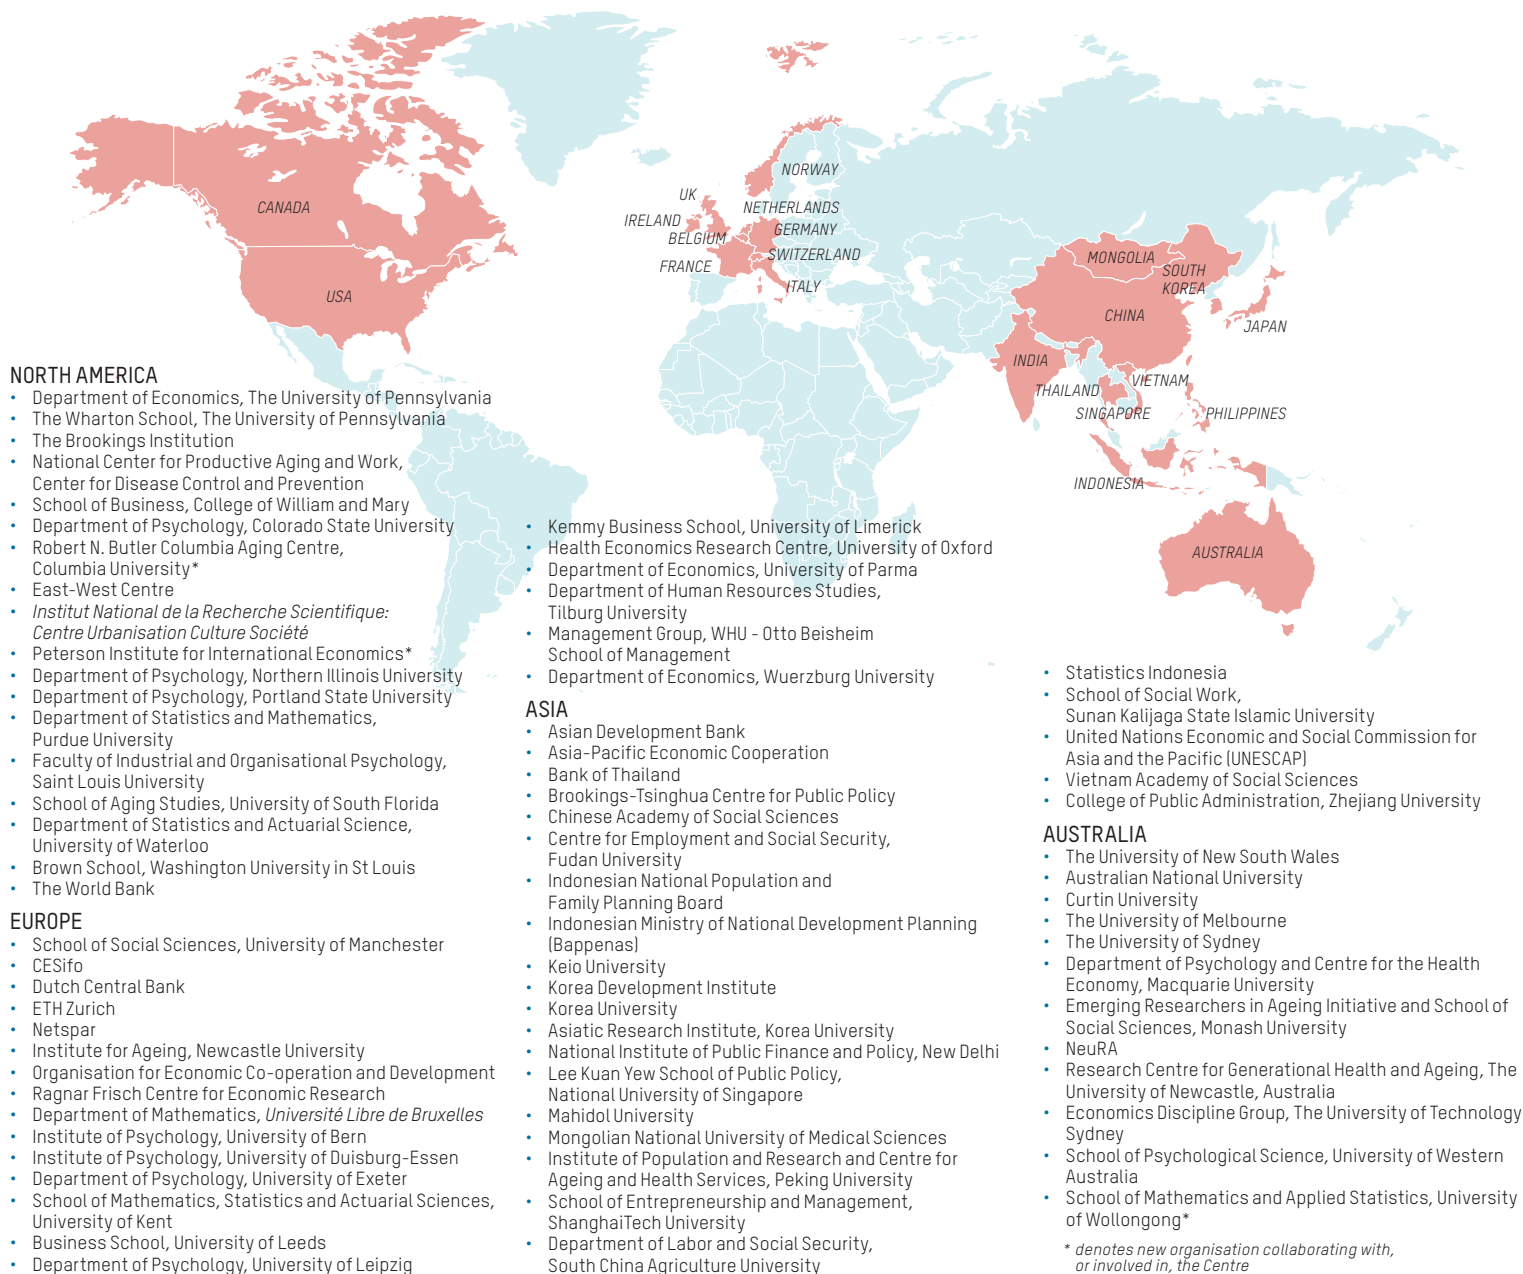 CANADA
USA
NORWAY
UK
NETHERLANDS
IRELAND
GERMANY
BELGIUM
SWITZERLAND
FRANCE
ITALY
MONGOLIA
SOUTH
KOREA
CHINA
JAPAN
INDIA
THAILAND
VIETNAM
SINGAPORE
PHILIPPINES
INDONESIA
AUSTRALIA
NORTH AMERICA
• Department of Economics, The University of Pennsylvania
• The Wharton School, The University of Pennsylvania
• The Brookings Institution
• National Center for Productive Aging and Work,
Center for Disease Control and Prevention
• School of Business, College of William and Mary
• Department of Psychology, Colorado State University
• Robert N. Butler Columbia Aging Centre,
Columbia University*
• East-West Centre
• Institut National de la Recherche Scientifique:
Centre Urbanisation Culture Société
• Peterson Institute for International Economics*
• Department of Psychology, Northern Illinois University
• Department of Psychology, Portland State University
• Department of Statistics and Mathematics,
Purdue University
• Faculty of Industrial and Organisational Psychology,
Saint Louis University
• School of Aging Studies, University of South Florida
• Department of Statistics and Actuarial Science,
University of Waterloo
• Brown School, Washington University in St Louis
• The World Bank
EUROPE
• School of Social Sciences, University of Manchester
• CESifo
• Dutch Central Bank
• ETH Zurich
• Netspar
• Institute for Ageing, Newcastle University
• Organisation for Economic Co-operation and Development
• Ragnar Frisch Centre for Economic Research
• Department of Mathematics, Université Libre de Bruxelles
• Institute of Psychology, University of Bern
• Institute of Psychology, University of Duisburg-Essen
• Department of Psychology, University of Exeter
• School of Mathematics, Statistics and Actuarial Sciences,
University of Kent
• Business School, University of Leeds
• Department of Psychology, University of Leipzig
• Kemmy Business School, University of Limerick
• Health Economics Research Centre, University of Oxford
• Department of Economics, University of Parma
• Department of Human Resources Studies,
Tilburg University
• Management Group, WHU - Otto Beisheim
School of Management
• Department of Economics, Wuerzburg University
ASIA
• Asian Development Bank
• Asia-Pacific Economic Cooperation
• Bank of Thailand
• Brookings-Tsinghua Centre for Public Policy
• Chinese Academy of Social Sciences
• Centre for Employment and Social Security,
Fudan University
• Indonesian National Population and
Family Planning Board
• Indonesian Ministry of National Development Planning
(Bappenas)
• Keio University
• Korea Development Institute
• Korea University
• Asiatic Research Institute, Korea University
• National Institute of Public Finance and Policy, New Delhi
• Lee Kuan Yew School of Public Policy,
National University of Singapore
• Mahidol University
• Mongolian National University of Medical Sciences
• Institute of Population and Research and Centre for
Ageing and Health Services, Peking University
• School of Entrepreneurship and Management,
ShanghaiTech University
• Department of Labor and Social Security,
South China Agriculture University
• Statistics Indonesia
• School of Social Work,
Sunan Kalijaga State Islamic University
• United Nations Economic and Social Commission for
Asia and the Pacific (UNESCAP)
• Vietnam Academy of Social Sciences
• College of Public Administration, Zhejiang University
AUSTRALIA
• The University of New South Wales
• Australian National University
• Curtin University
• The University of Melbourne
• The University of Sydney
• Department of Psychology and Centre for the Health
Economy, Macquarie University
• Emerging Researchers in Ageing Initiative and School of
Social Sciences, Monash University
• NeuRA
• Research Centre for Generational Health and Ageing, The
University of Newcastle, Australia
• Economics Discipline Group, The University of Technology
Sydney
• School of Psychological Science, University of Western
Australia
• School of Mathematics and Applied Statistics, University
of Wollongong*
* denotes new organisation collaborating with,
or involved in, the Centre